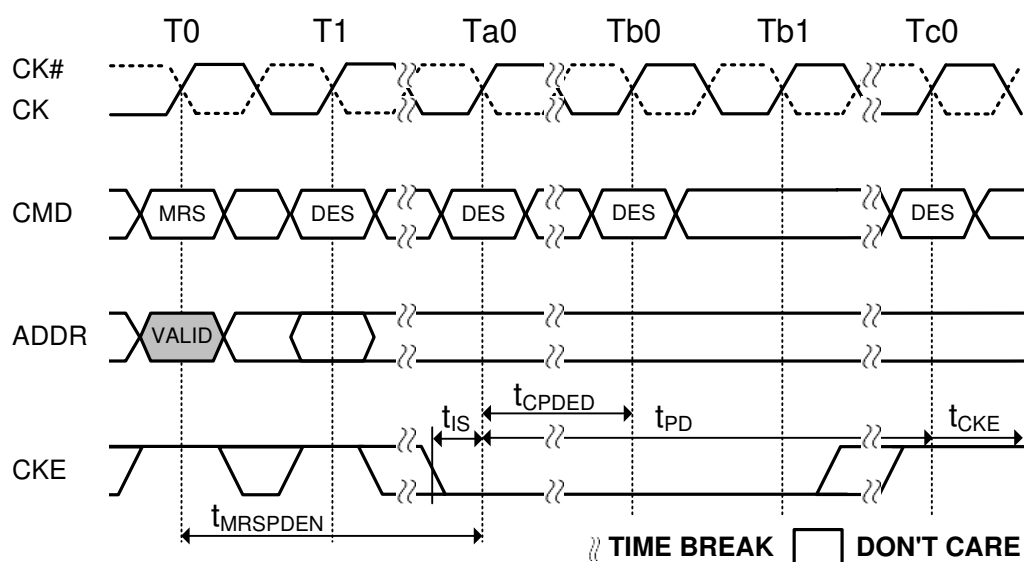 T0 T1 Ta0 Tb0 Tb1 Tc0
CK#
CK
CMD MRS DES DES DES DES
ADDR VALID
tCPDED
tIS tPD tCKE
CKE
tMRSPDEN
TIME BREAK DON'T CARE